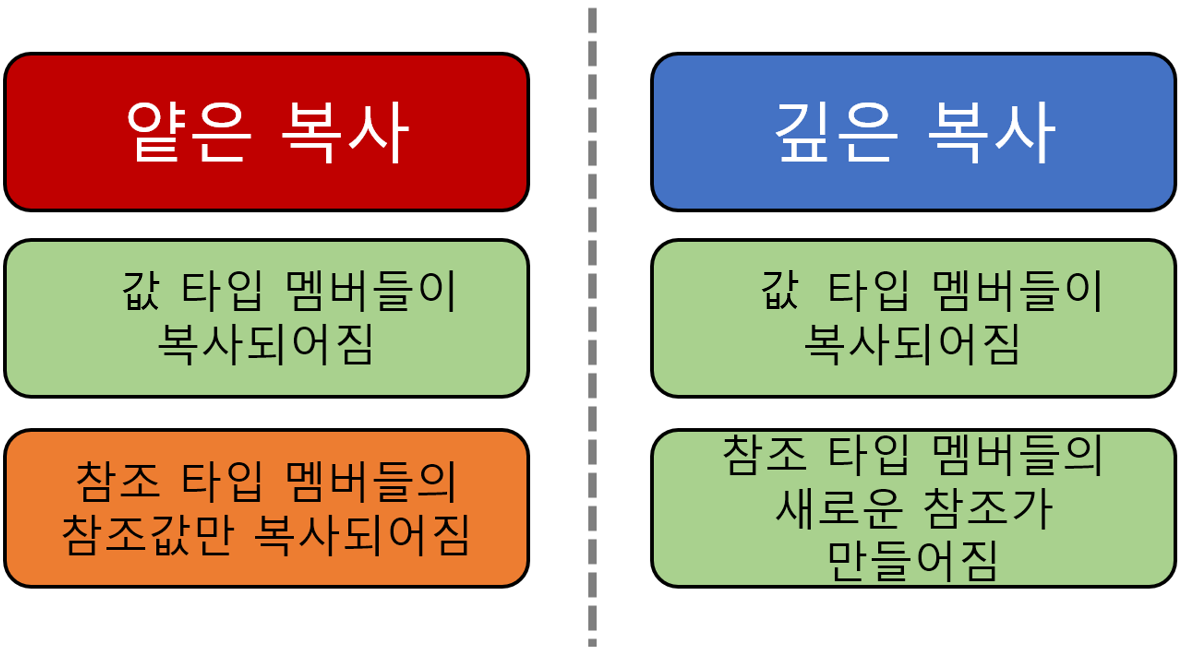 얕은 복사
값 타입 멤버들이
복사되어짐
참조 타입 멤버들의
참조값만 복사되어짐
깊은 복사
값 타입 멤버들이
복사되어짐
참조 타입 멤버들의
새로운 참조가
만들어짐